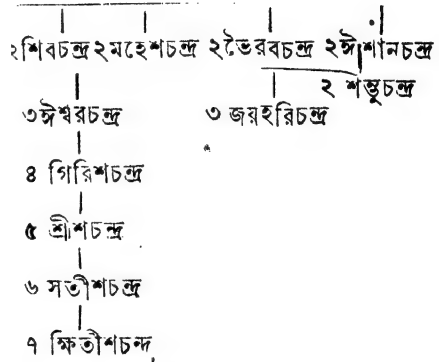 ২শিবচন্দ্র ২মহেশচন্দ্র ২ভৈরবচন্দ্র ২ঈশানচন্দ্র
২ শম্ভুচন্দ্র
৩ঈশ্বরচন্দ্র ৩ জয়হরিচন্দ্র
৪ গিরিশচন্দ্র
৫ শ্রীশচন্দ্র
৬ সতীশচন্দ্র
৭ ক্ষিতীশচন্দ্র